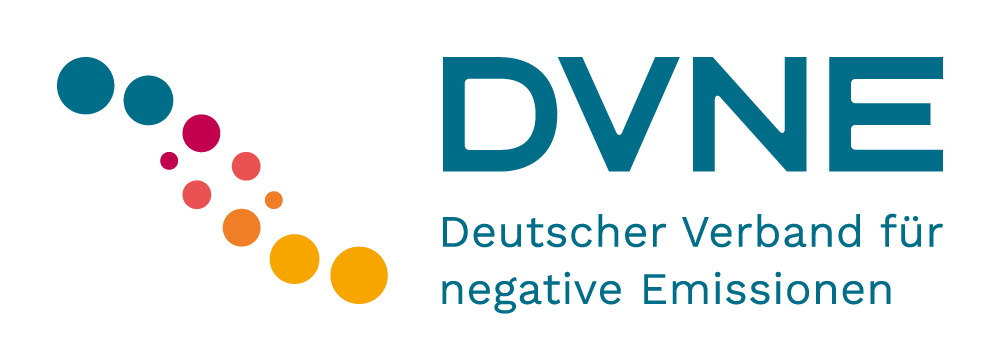 DVNE
Deutscher Verband für
negative Emissionen